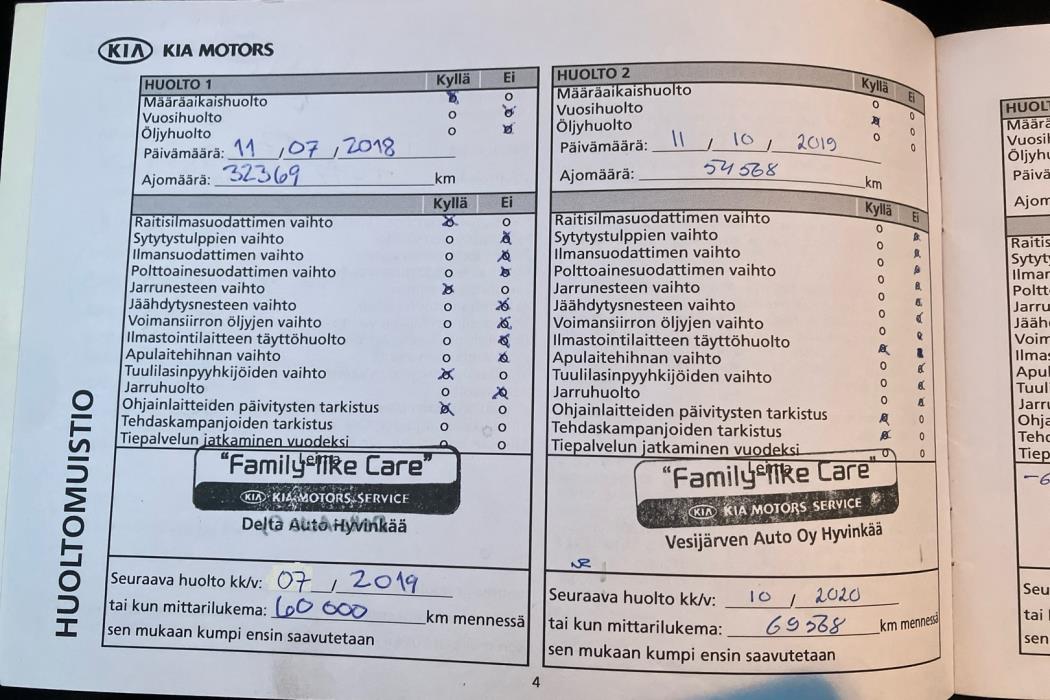 KIA KIA MOTORS
HUOLTOMUISTIO
HUOLTO 1 Kyllä Ei
Määräaikaishuolto
Vuosihuolto
Öljyhuolto
Päivämäärä: 11 / 07 / 2018
Ajomäärä: 32369 km
Kyllä Ei
Raitisilmasuodattimen vaihto
Sytytystulppien vaihto
Ilmansuodattimen vaihto
Polttoainesuodattimen vaihto
Jarrunesteen vaihto
Jäähdytysnesteen vaihto
Voimansiirron öljyjen vaihto
Ilmastointilaitteen täyttöhuolto
Apulaitehihnan vaihto
Tuulilasinpyyhkijöiden vaihto
Jarruhuolto
Ohjainlaitteiden päivitysten tarkistus
Tehdaskampanjoiden tarkistus
Tiepalvelun jatkaminen vuodeksi
Leima
"Family-like Care"
KIA KIA MOTORS SERVICE
Delta Auto Hyvinkää
Seuraava huolto kk/v: 07 / 2019
tai kun mittarilukema: 60 000 km mennessä
sen mukaan kumpi ensin saavutetaan
HUOLTO 2 Kyllä Ei
Määräaikaishuolto
Vuosihuolto
Öljyhuolto
Päivämäärä: 11 / 10 / 2019
Ajomäärä: 54568 km
Kyllä Ei
Raitisilmasuodattimen vaihto
Sytytystulppien vaihto
Ilmansuodattimen vaihto
Polttoainesuodattimen vaihto
Jarrunesteen vaihto
Jäähdytysnesteen vaihto
Voimansiirron öljyjen vaihto
Ilmastointilaitteen täyttöhuolto
Apulaitehihnan vaihto
Tuulilasinpyyhkijöiden vaihto
Jarruhuolto
Ohjainlaitteiden päivitysten tarkistus
Tehdaskampanjoiden tarkistus
Tiepalvelun jatkaminen vuodeksi
Leima
"Family-like Care"
KIA KIA MOTORS SERVICE
Vesijärven Auto Oy Hyvinkää
Seuraava huolto kk/v: 10 / 2020
tai kun mittarilukema: 69568 km mennessä
sen mukaan kumpi ensin saavutetaan
4